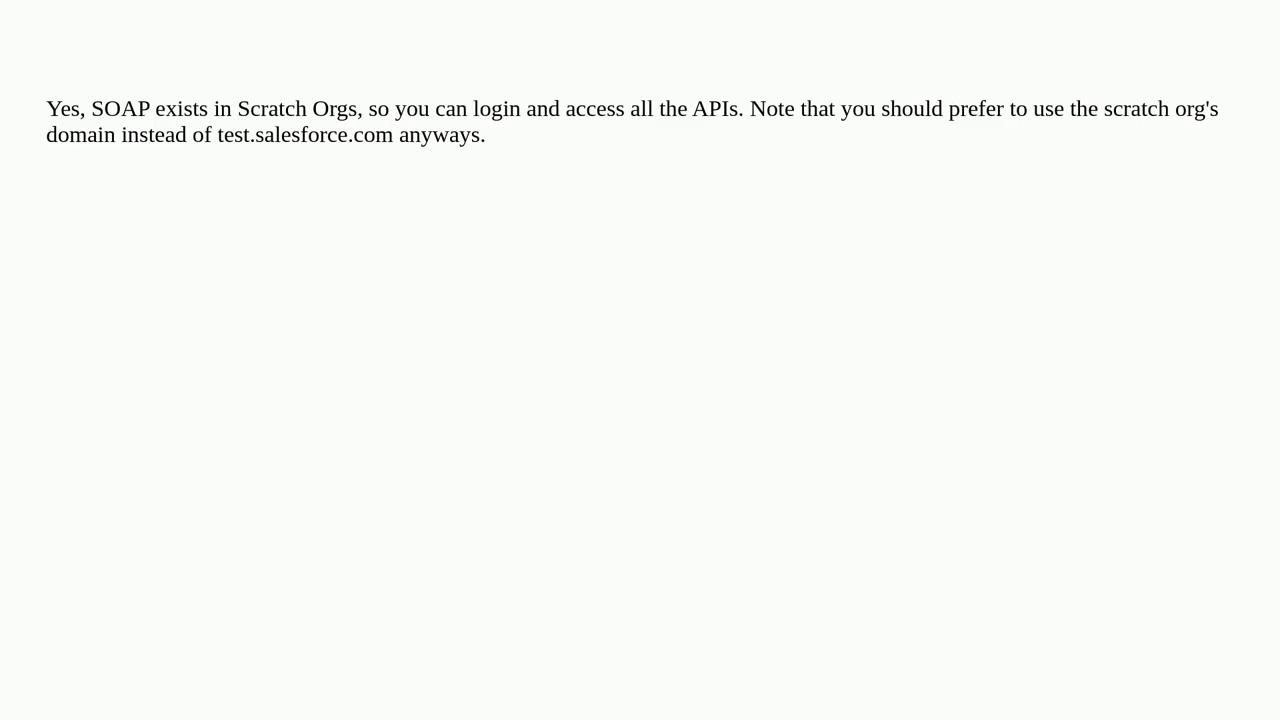 Yes, SOAP exists in Scratch Orgs, so you can login and access all the APIs. Note that you should prefer to use the scratch org's
domain instead of test.salesforce.com anyways.